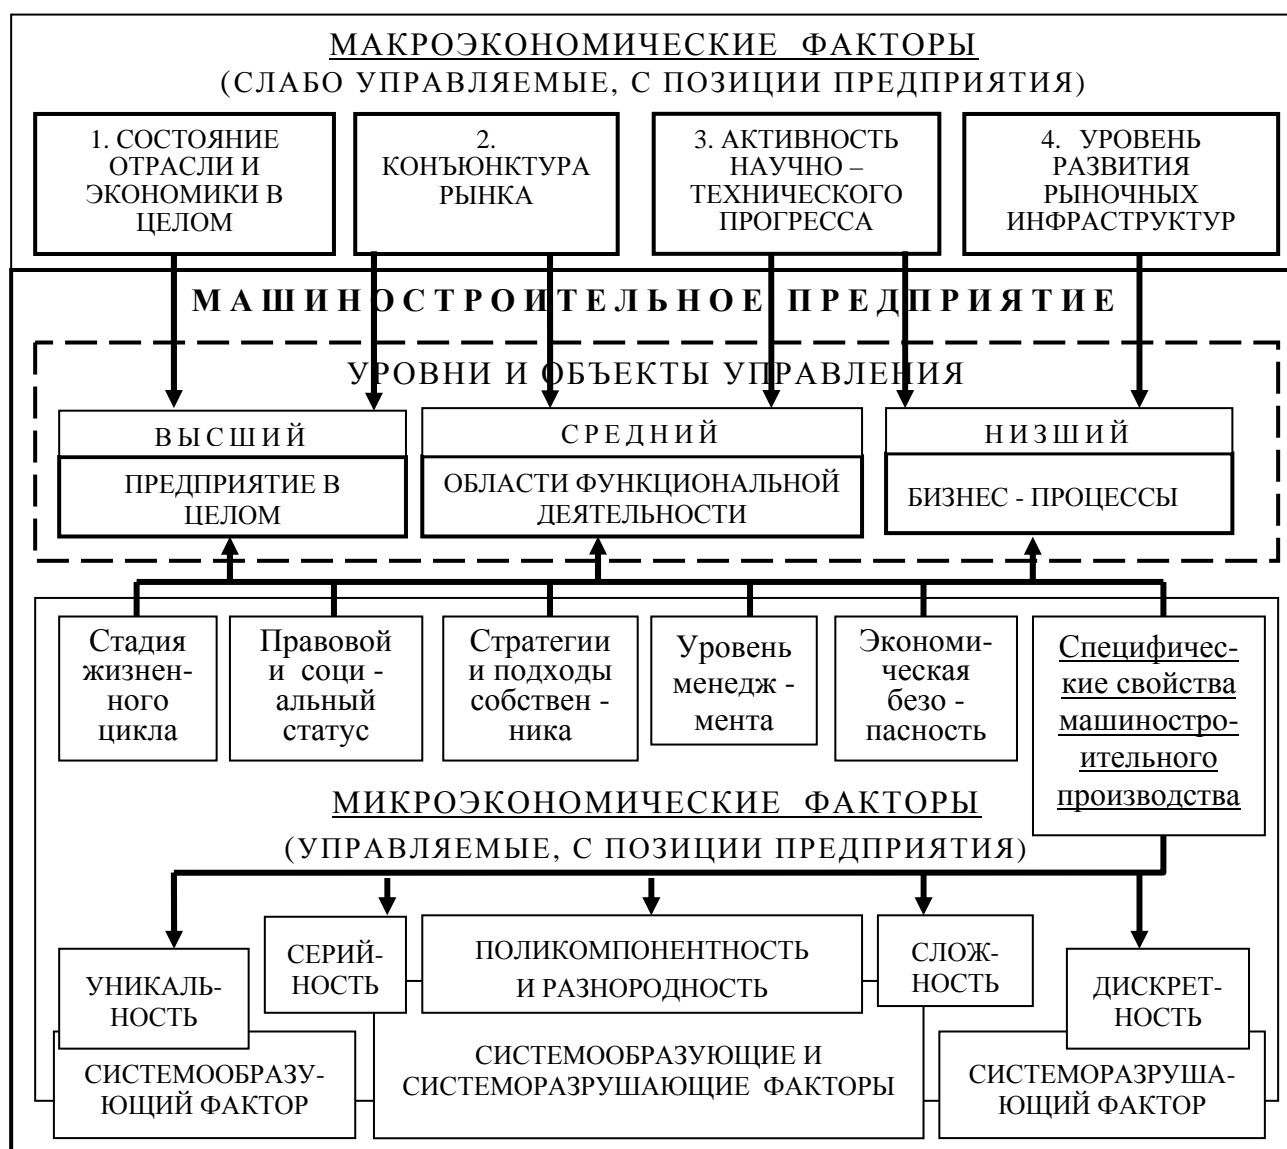 МАКРОЭКОНОМИЧЕСКИЕ ФАКТОРЫ
(СЛАБО УПРАВЛЯЕМЫЕ, С ПОЗИЦИИ ПРЕДПРИЯТИЯ)
1. СОСТОЯНИЕ
ОТРАСЛИ И
ЭКОНОМИКИ В
ЦЕЛОМ
2.
КОНЪЮНКТУРА
РЫНКА
3. АКТИВНОСТЬ
НАУЧНО –
ТЕХНИЧЕСКОГО
ПРОГРЕССА
4. УРОВЕНЬ
РАЗВИТИЯ
РЫНОЧНЫХ
ИНФРАСТРУКТУР
МАШИНОСТРОИТЕЛЬНОЕ ПРЕДПРИЯТИЕ
УРОВНИ И ОБЪЕКТЫ УПРАВЛЕНИЯ
ВЫСШИЙ
ПРЕДПРИЯТИЕ В
ЦЕЛОМ
СРЕДНИЙ
ОБЛАСТИ ФУНКЦИОНАЛЬНОЙ
ДЕЯТЕЛЬНОСТИ
НИЗШИЙ
БИЗНЕС - ПРОЦЕССЫ
Стадия
жизнен-
ного
цикла
Правовой
и соци -
альный
статус
Стратегии
и подходы
собствен -
ника
Уровень
менедж -
мента
Экономи-
ческая
безо -
пасность
Специфичес-
кие свойства
машиностро-
ительного
производства
МИКРОЭКОНОМИЧЕСКИЕ ФАКТОРЫ
(УПРАВЛЯЕМЫЕ, С ПОЗИЦИИ ПРЕДПРИЯТИЯ)
УНИКАЛЬ-
НОСТЬ
СЕРИЙ-
НОСТЬ
ПОЛИКОМПОНЕНТНОСТЬ
И РАЗНОРОДНОСТЬ
СЛОЖ-
НОСТЬ
ДИСКРЕТ-
НОСТЬ
СИСТЕМООБРАЗУ-
ЮЩИЙ ФАКТОР
СИСТЕМООБРАЗУЮЩИЕ И
СИСТЕМОРАЗРУШАЮЩИЕ ФАКТОРЫ
СИСТЕМОРАЗРУША-
ЮЩИЙ ФАКТОР